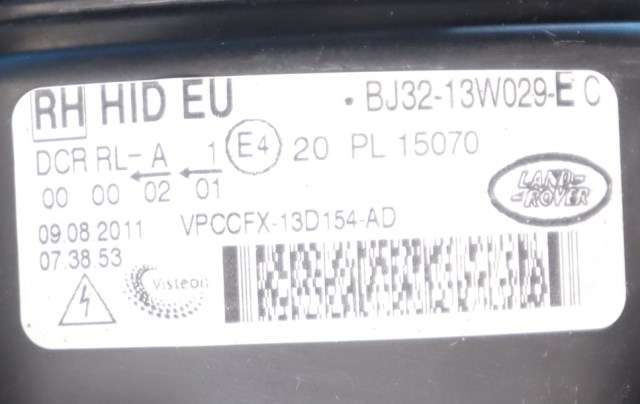 RH HID EU • BJ32-13W029-E C
DCR RL- A 1 E4 20 PL 15070
00 00 02 01
LAND-
-ROVER
09.08.2011 VPCCFX-13D154-AD
07.38.53
Visteon